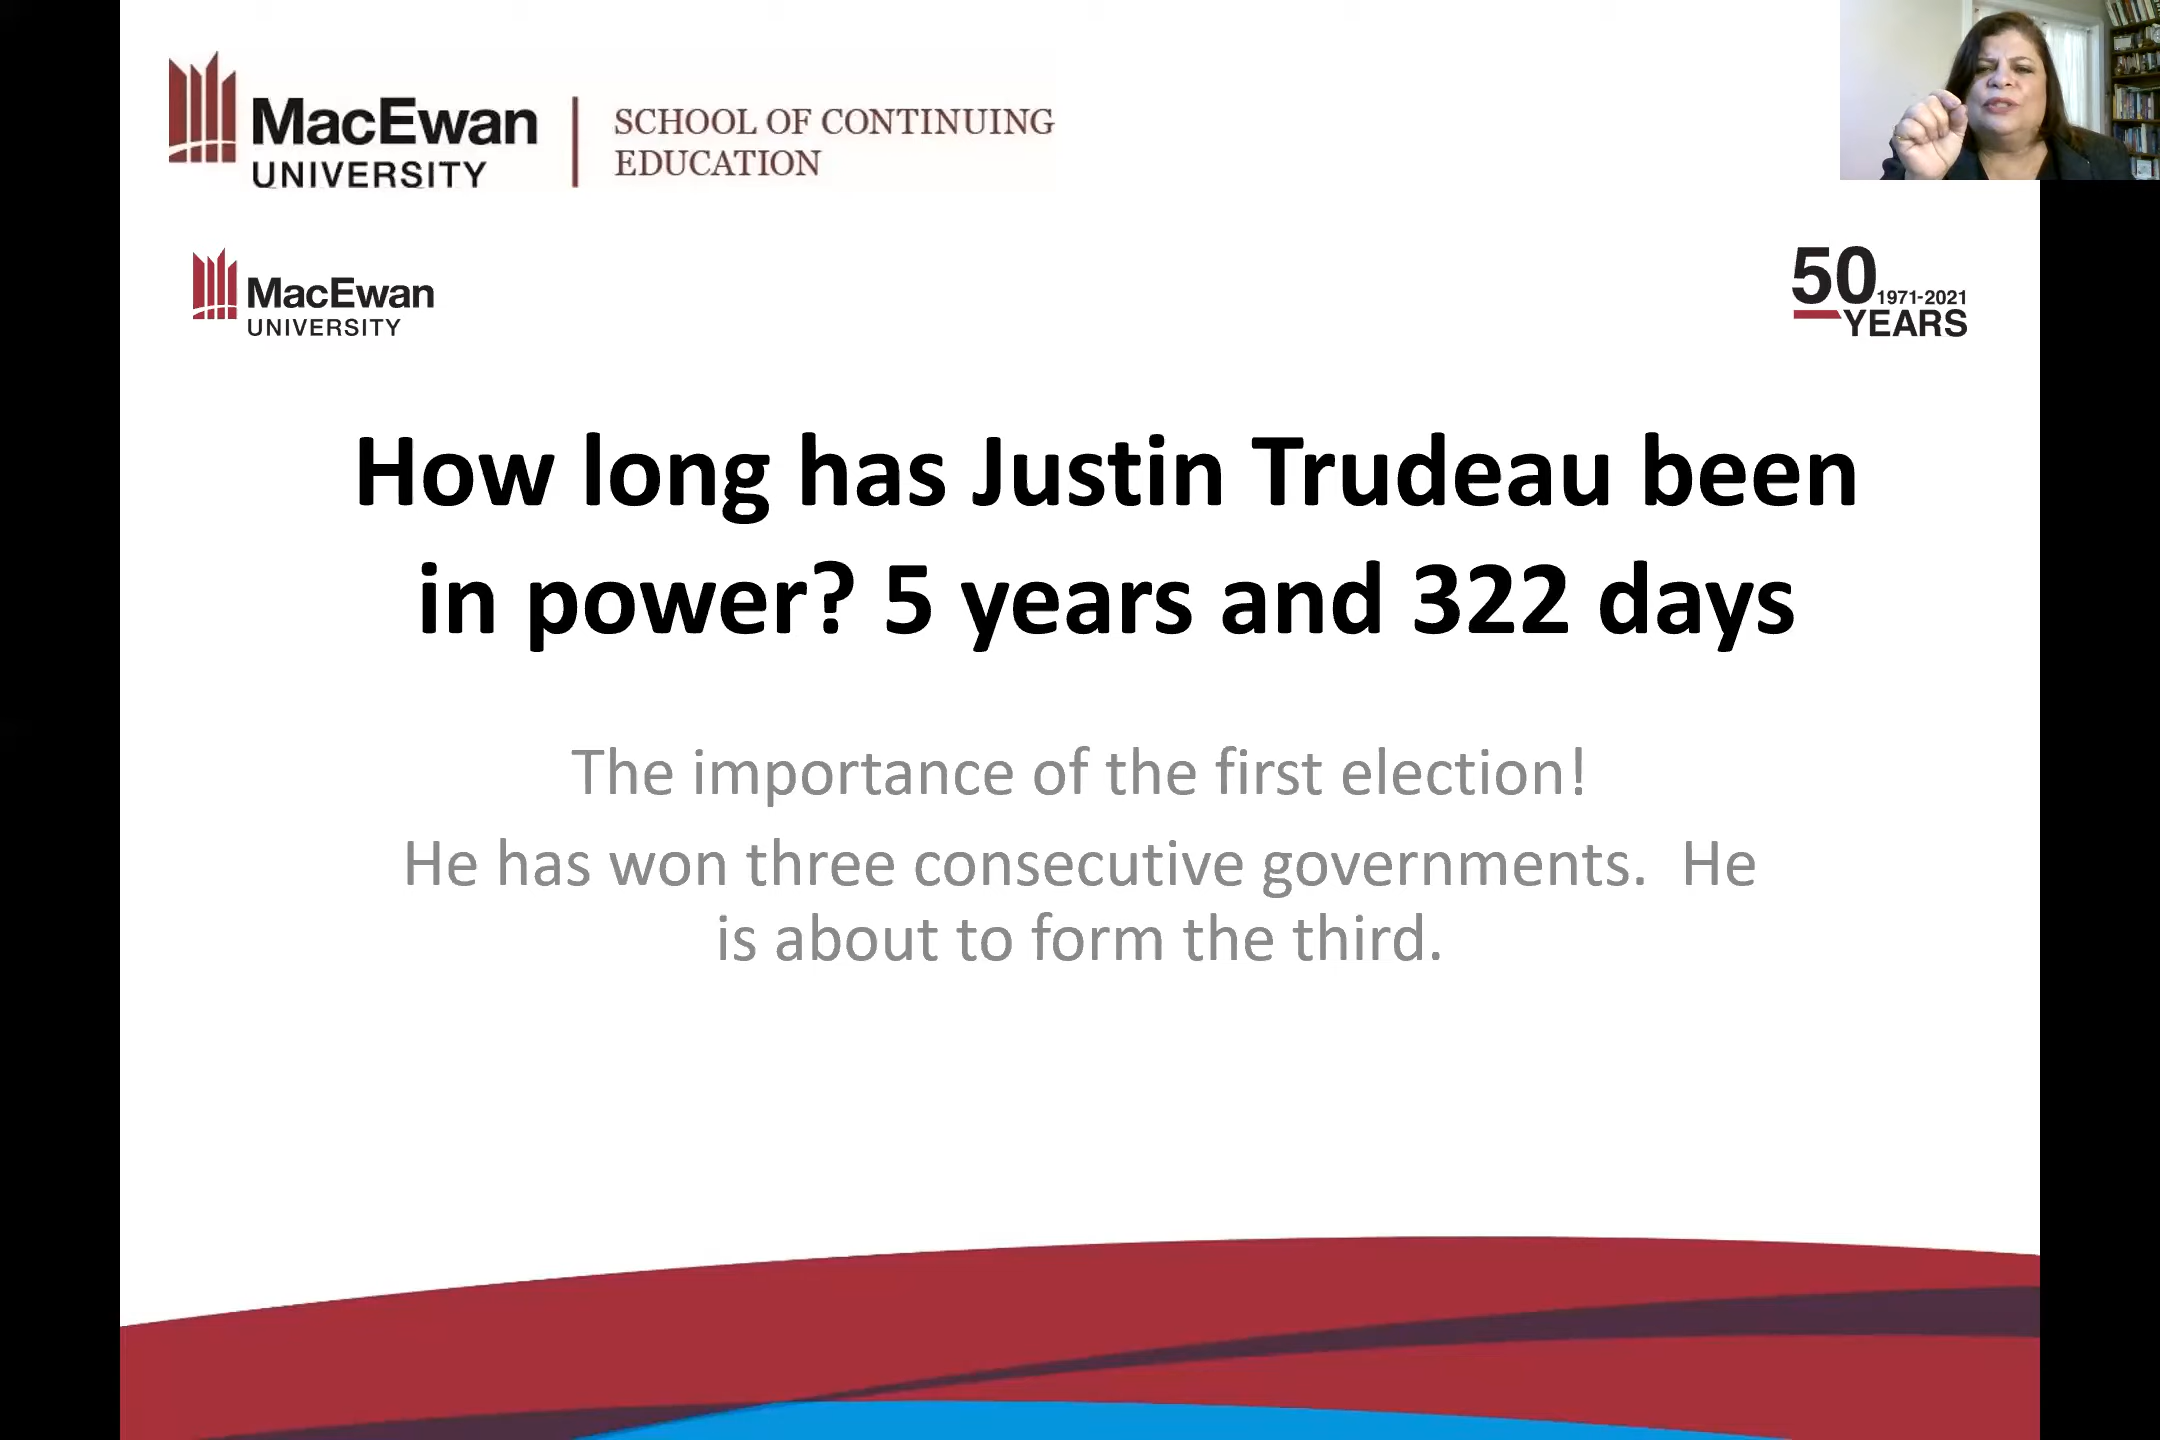 MacEwan
UNIVERSITY
SCHOOL OF CONTINUING
EDUCATION
MacEwan
UNIVERSITY
50
1971-2021
YEARS
How long has Justin Trudeau been
in power? 5 years and 322 days
The importance of the first election!
He has won three consecutive governments. He
is about to form the third.